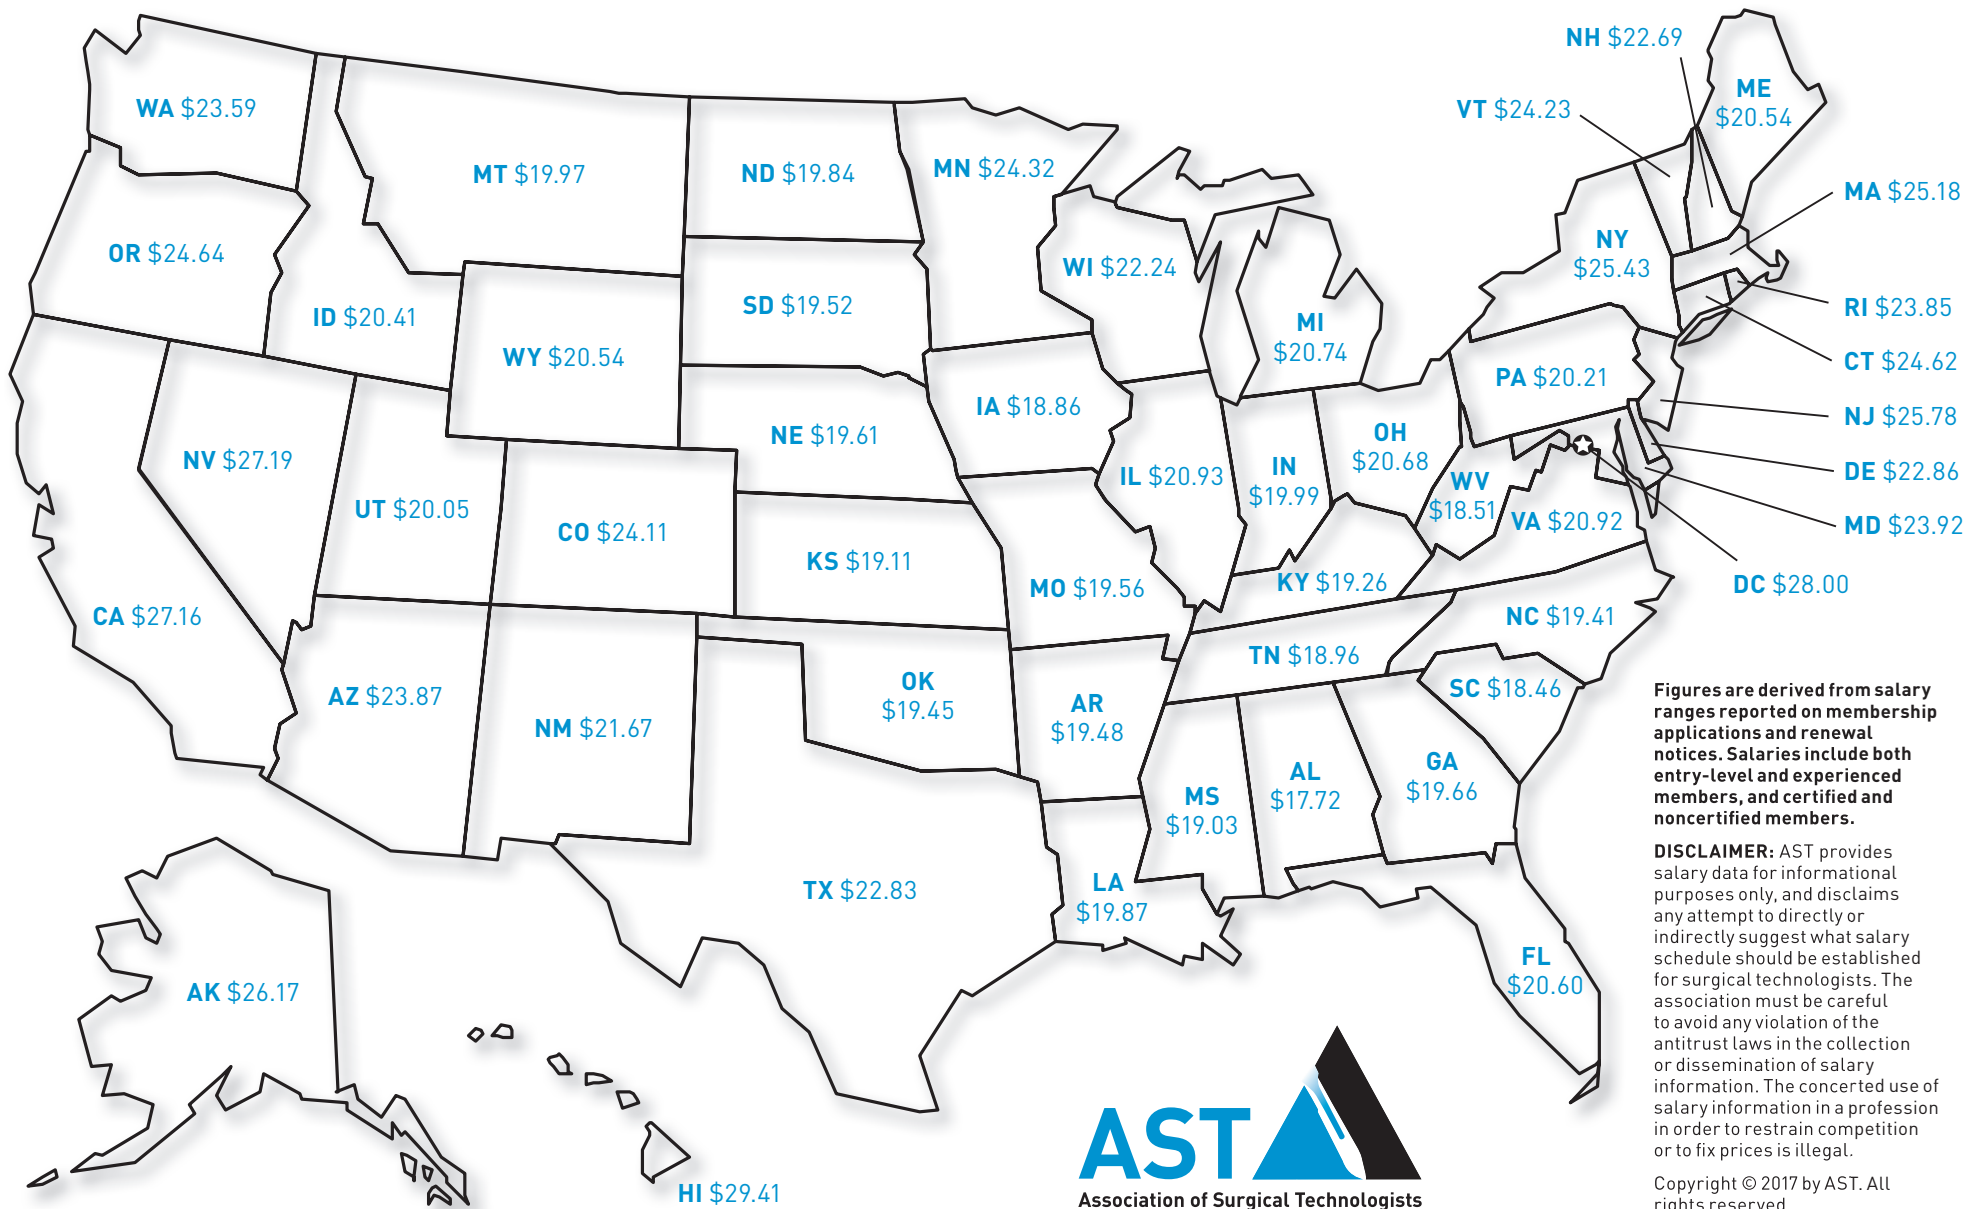 NH $22.69
ME
$20.54
WA $23.59
VT $24.23
MT $19.97
ND $19.84
MN $24.32
MA $25.18
OR $24.64
NY
$25.43
WI $22.24
ID $20.41
SD $19.52
MI
$20.74
RI $23.85
WY $20.54
PA $20.21
CT $24.62
IA $18.86
NJ $25.78
NE $19.61
OH
$20.68
NV $27.19
IL $20.93
IN
$19.99
WV
$18.51
DE $22.86
UT $20.05
CO $24.11
VA $20.92
MD $23.92
KS $19.11
MO $19.56
KY $19.26
DC $28.00
CA $27.16
NC $19.41
TN $18.96
AZ $23.87
NM $21.67
OK
$19.45
AR
$19.48
SC $18.46
MS
$19.03
AL
$17.72
GA
$19.66
TX $22.83
LA
$19.87
FL
$20.60
AK $26.17
HI $29.41
Figures are derived from salary
ranges reported on membership
applications and renewal
notices. Salaries include both
entry-level and experienced
members, and certified and
noncertified members.
DISCLAIMER: AST provides
salary data for informational
purposes only, and disclaims
any attempt to directly or
indirectly suggest what salary
schedule should be established
for surgical technologists. The
association must be careful
to avoid any violation of the
antitrust laws in the collection
or dissemination of salary
information. The concerted use of
salary information in a profession
in order to restrain competition
or to fix prices is illegal.
Copyright © 2017 by AST. All
rights reserved
AST
Association of Surgical Technologists